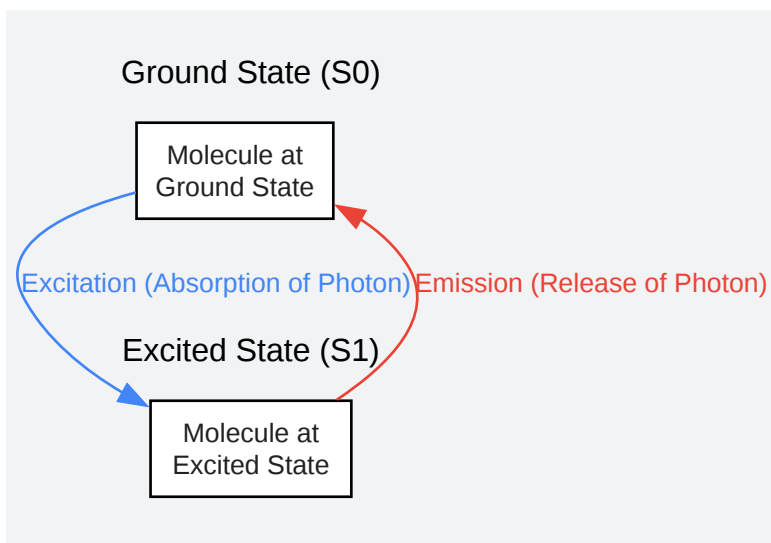 Ground State (S0)
Molecule at
Ground State
Excitation (Absorption of Photon)
Emission (Release of Photon)
Excited State (S1)
Molecule at
Excited State